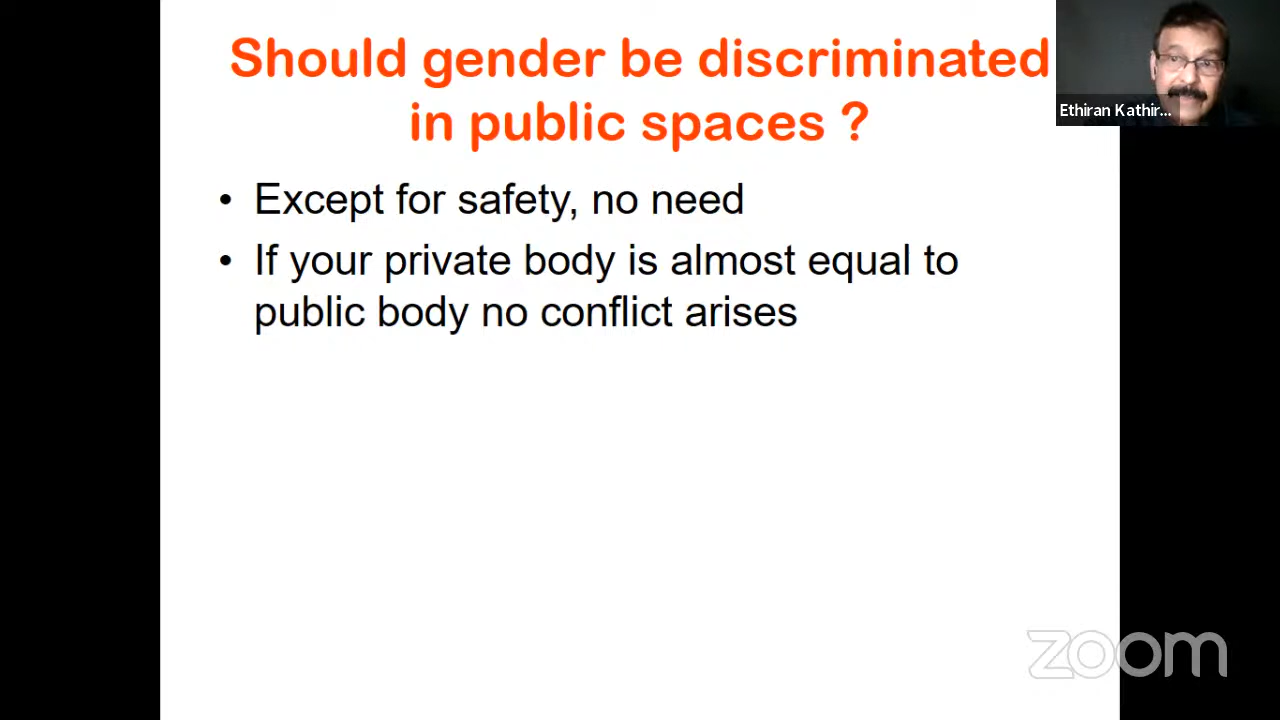 Should gender be discriminated
in public spaces ?
• Except for safety, no need
• If your private body is almost equal to
public body no conflict arises
Ethiran Kathir...
zoom